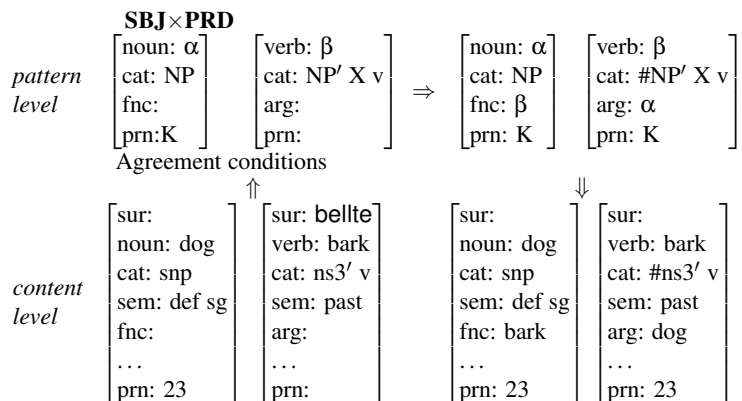 SBJ×PRD
[noun: α] [verb: β] [noun: α] [verb: β]
pattern [cat: NP] [cat: NP′ X v] ⇒ [cat: NP] [cat: #NP′ X v]
level [fnc:] [arg:] [fnc: β] [arg: α]
[prn:K] [prn:] [prn: K] [prn: K]
Agreement conditions
⇑ ⇓
[sur:] [sur: bellte] [sur:] [sur:]
[noun: dog] [verb: bark] [noun: dog] [verb: bark]
[cat: snp] [cat: ns3′ v] [cat: snp] [cat: #ns3′ v]
content [sem: def sg] [sem: past] [sem: def sg] [sem: past]
level [fnc:] [arg:] [fnc: bark] [arg: dog]
[...] [...] [...] [...]
[prn: 23] [prn:] [prn: 23] [prn: 23]